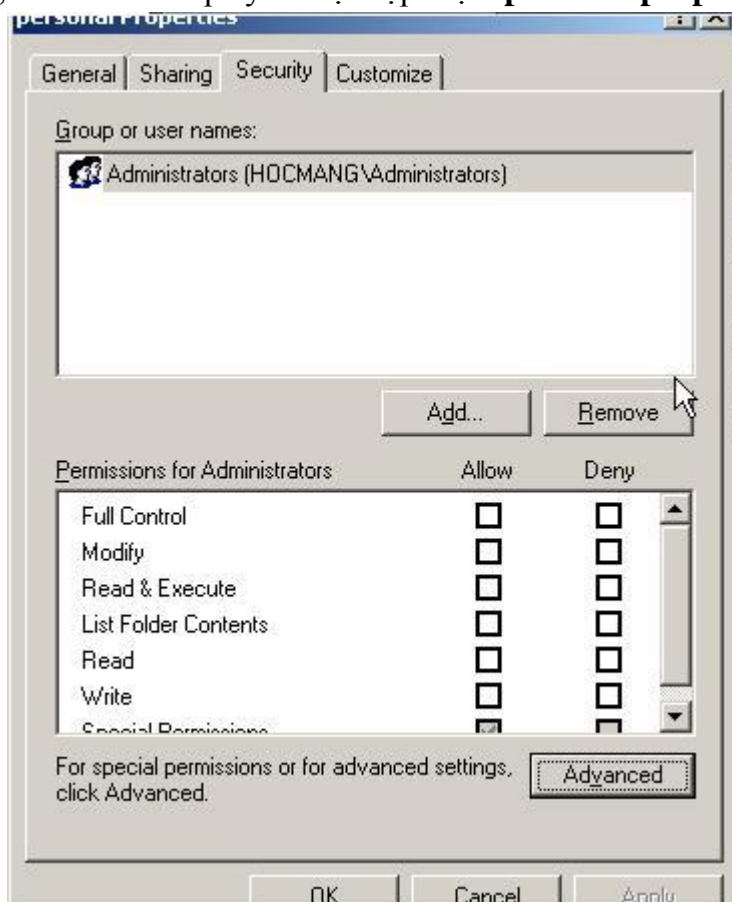 personal Properties
General Sharing Security Customize
Group or user names:
Administrators (HOCMANG\Administrators)
Add... Remove
Permissions for Administrators Allow Deny
Full Control
Modify
Read & Execute
List Folder Contents
Read
Write
Special Permissions
For special permissions or for advanced settings, Advanced
click Advanced.
OK Cancel Apply